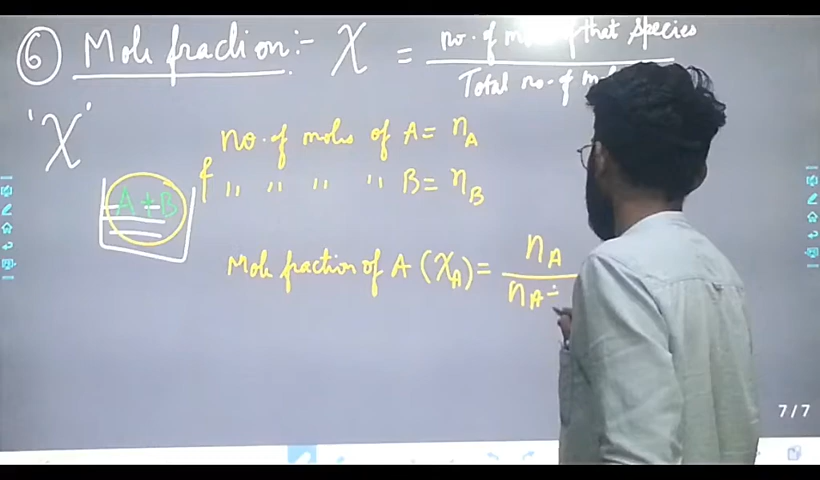 6 Mole fraction:- χ = no. of that species
Total no. of
'χ'
no. of moles of A = nA
f ,, ,, ,, ,, B = nB
A + B
Mole fraction of A (χA) = nA
nA +
7/7